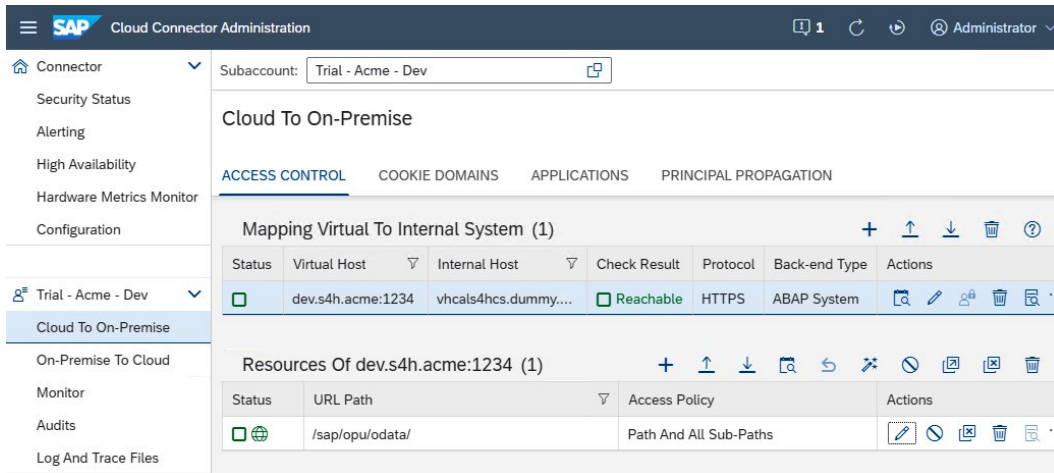 SAP Cloud Connector Administration 1 Administrator
Connector
Security Status
Alerting
High Availability
Hardware Metrics Monitor
Configuration
Trial - Acme - Dev
Cloud To On-Premise
On-Premise To Cloud
Monitor
Audits
Log And Trace Files
Subaccount: Trial - Acme - Dev
Cloud To On-Premise
ACCESS CONTROL COOKIE DOMAINS APPLICATIONS PRINCIPAL PROPAGATION
Mapping Virtual To Internal System (1)
Status Virtual Host Internal Host Check Result Protocol Back-end Type Actions
dev.s4h.acme:1234 vhcals4hcs.dummy.... Reachable HTTPS ABAP System
Resources Of dev.s4h.acme:1234 (1)
Status URL Path Access Policy Actions
/sap/opu/odata/ Path And All Sub-Paths